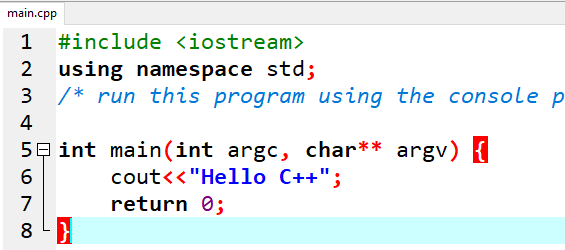 main.cpp
1 #include <iostream>
2 using namespace std;
3 /* run this program using the console p
4
5 int main(int argc, char** argv) {
6 cout<<"Hello C++";
7 return 0;
8 }